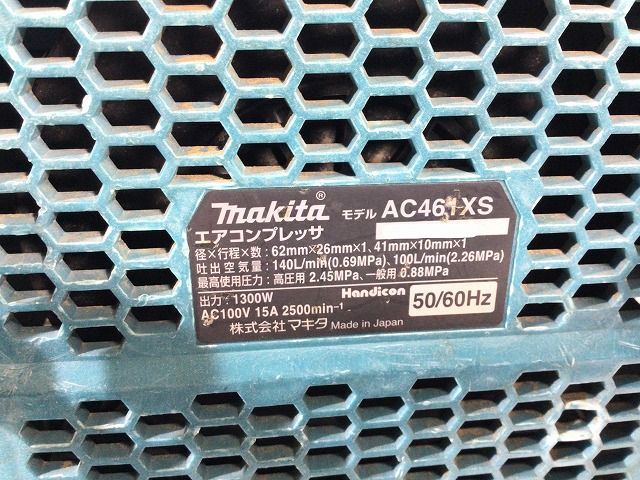 makita® モデル AC461XS
エアコンプレッサ
径×行程×数：62mm×26mm×1、41mm×10mm×1
吐出空気量：140L/min(0.69MPa)、100L/min(2.26MPa)
最高使用圧力：高圧用 2.45MPa、一般用 0.88MPa
出力：1300W Handicon
AC100V 15A 2500min⁻¹ 50/60Hz
株式会社マキタ Made in Japan